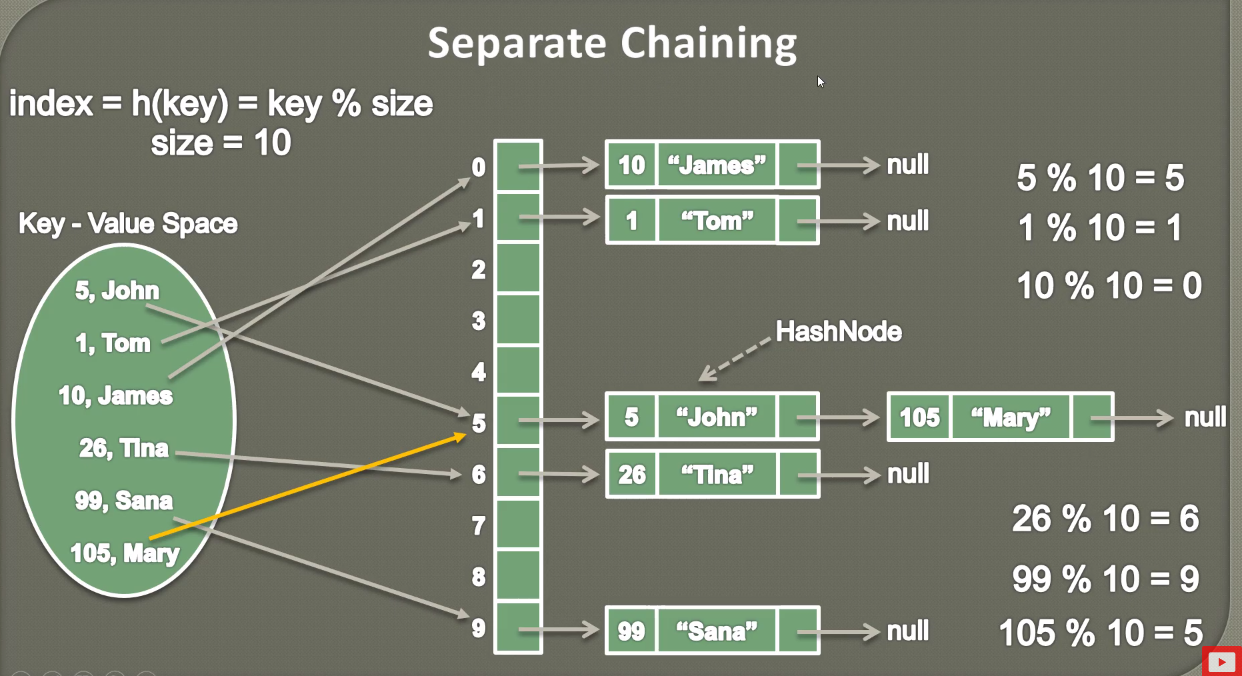 Separate Chaining
index = h(key) = key % size
size = 10
Key - Value Space
5, John
1, Tom
10, James
26, Tina
99, Sana
105, Mary
0
1
2
3
4
5
6
7
8
9
10 “James” null
1 “Tom” null
HashNode
5 “John” 105 “Mary” null
26 “Tina” null
99 “Sana” null
5 % 10 = 5
1 % 10 = 1
10 % 10 = 0
26 % 10 = 6
99 % 10 = 9
105 % 10 = 5